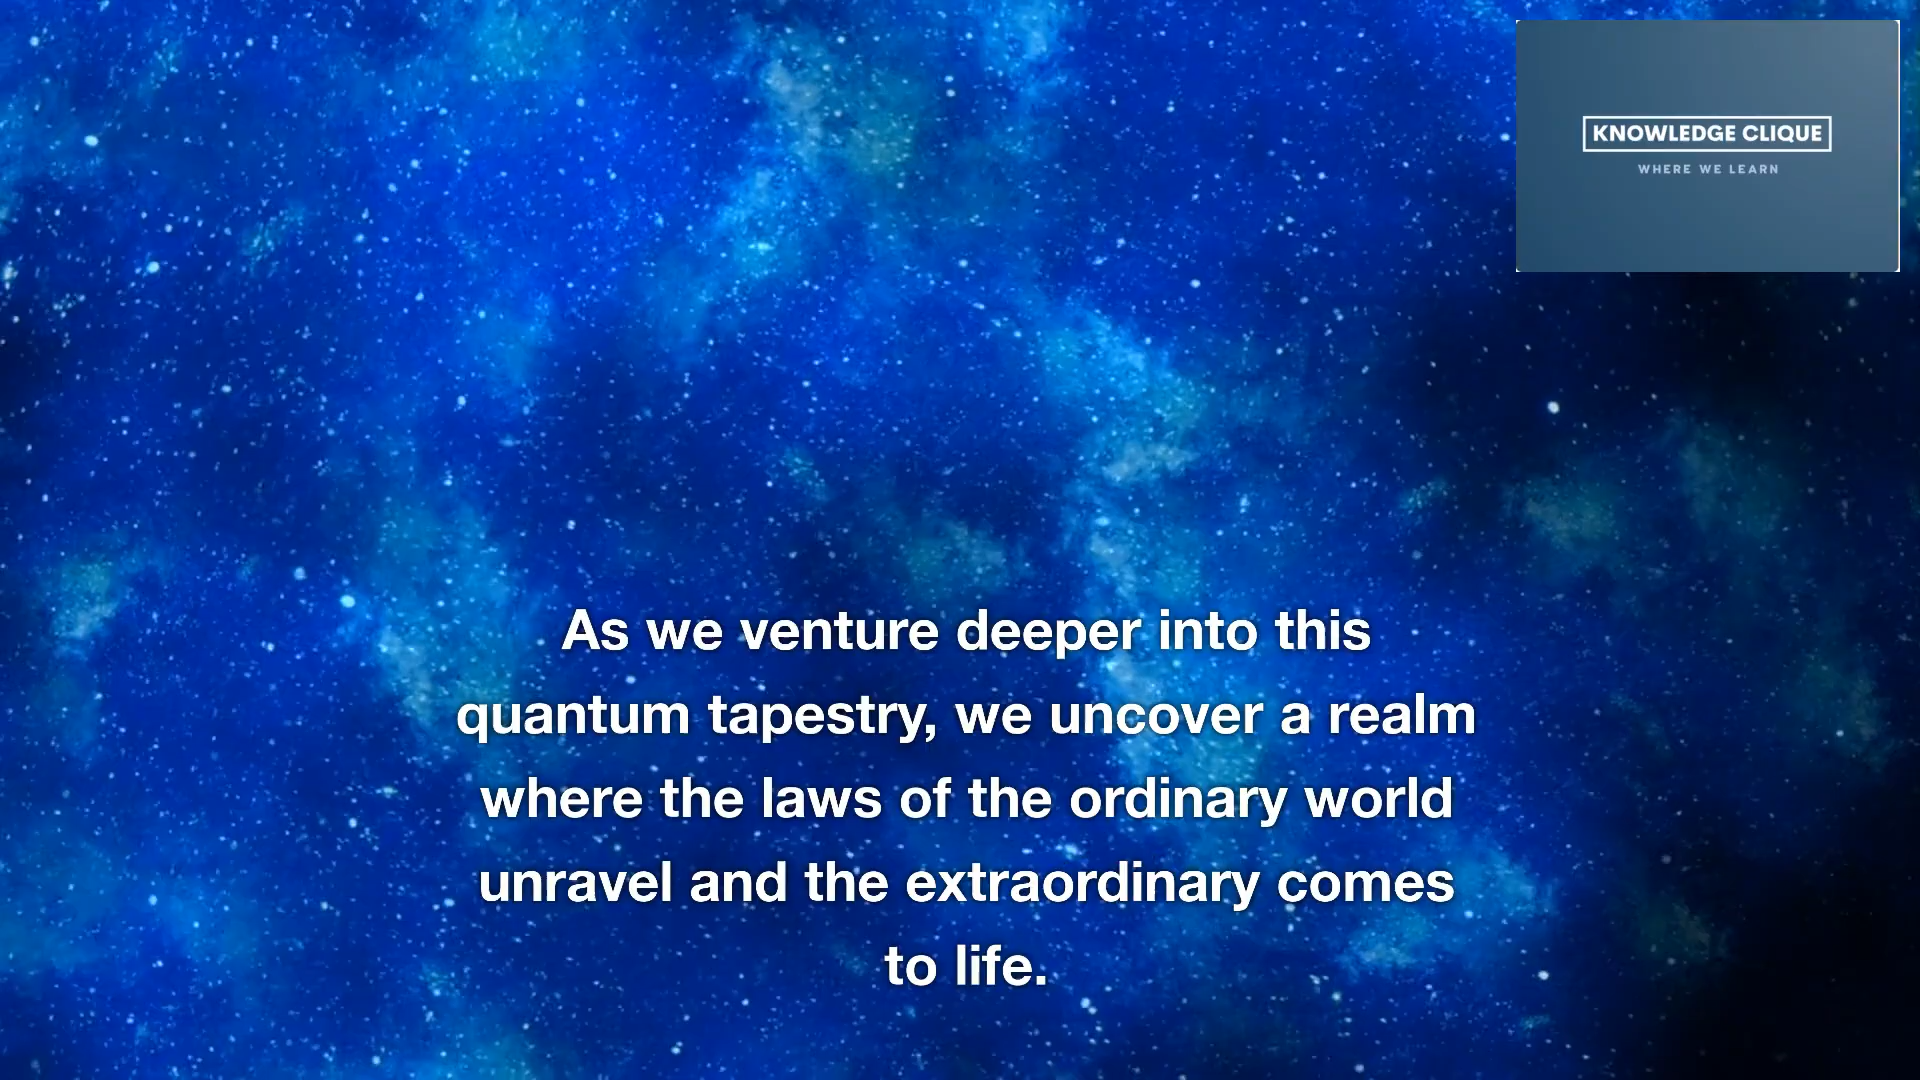 KNOWLEDGE CLIQUE
WHERE WE LEARN
As we venture deeper into this
quantum tapestry, we uncover a realm
where the laws of the ordinary world
unravel and the extraordinary comes
to life.